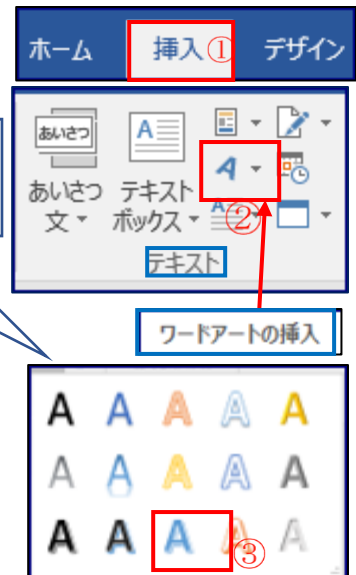 ホーム 挿入① デザイン
あいさつ A
あいさつ テキスト A
文 ボックス A ②
テキスト
ワードアートの挿入
A A A A A
A A A A A
A A A A③ A